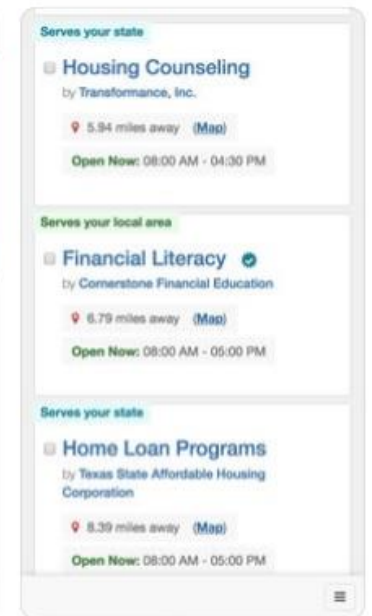 Serves your state
Housing Counseling
by Transformance, Inc.
5.94 miles away (Map)
Open Now: 08:00 AM - 04:30 PM
Serves your local area
Financial Literacy
by Cornerstone Financial Education
6.79 miles away (Map)
Open Now: 08:00 AM - 05:00 PM
Serves your state
Home Loan Programs
by Texas State Affordable Housing
Corporation
8.39 miles away (Map)
Open Now: 08:00 AM - 05:00 PM